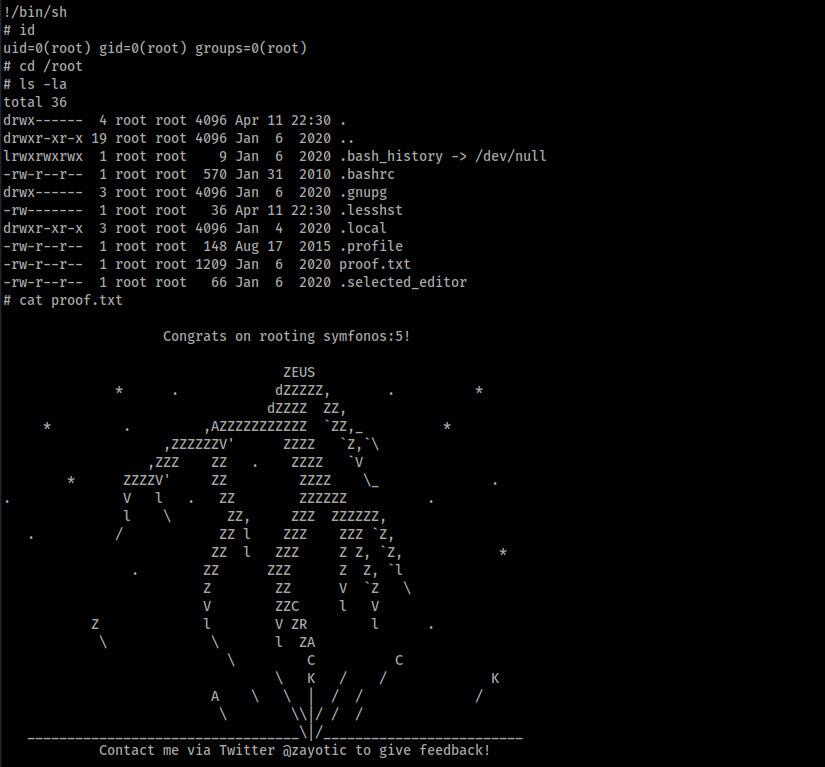 !/bin/sh
# id
uid=0(root) gid=0(root) groups=0(root)
# cd /root
# ls -la
total 36
drwx------  4 root root 4096 Apr 11 22:30 .
drwxr-xr-x 19 root root 4096 Jan  6  2020 ..
lrwxrwxrwx  1 root root    9 Jan  6  2020 .bash_history -> /dev/null
-rw-r--r--  1 root root  570 Jan 31  2010 .bashrc
drwx------  3 root root 4096 Jan  6  2020 .gnupg
-rw-------  1 root root   36 Apr 11 22:30 .lesshst
drwxr-xr-x  3 root root 4096 Jan  4  2020 .local
-rw-r--r--  1 root root  148 Aug 17  2015 .profile
-rw-r--r--  1 root root 1209 Jan  6  2020 proof.txt
-rw-r--r--  1 root root   66 Jan  6  2020 .selected_editor
# cat proof.txt

                    Congrats on rooting symfonos:5!

                                   ZEUS
              *      .            dZZZZZ,       .          *
                                 dZZZZ  ZZ,
     *         .         ,AZZZZZZZZZZZ  `ZZ,_          *
                    ,ZZZZZZV'      ZZZZ   `Z,`\
                  ,ZZZ    ZZ   .    ZZZZ   `V
        *      ZZZZV'     ZZ         ZZZZ    \_              .
.              V   l   .   ZZ        ZZZZZZ          .
               l    \       ZZ,     ZZZ  ZZZZZZ,
   .          /            ZZ l    ZZZ    ZZZ `Z,
                          ZZ  l   ZZZ     Z Z, `Z,            *
                .        ZZ      ZZZ      Z  Z, `l
                         Z        ZZ      V  `Z   \
                         V        ZZC     l   V
           Z             l        V ZR        l      .
            \             \       l  ZA
                            \         C          C
                                  \   K   /    /             K
                          A    \   \  |  /  /              /
                           \        \\|/ /  /
   __________________________________\|/_________________________
            Contact me via Twitter @zayotic to give feedback!